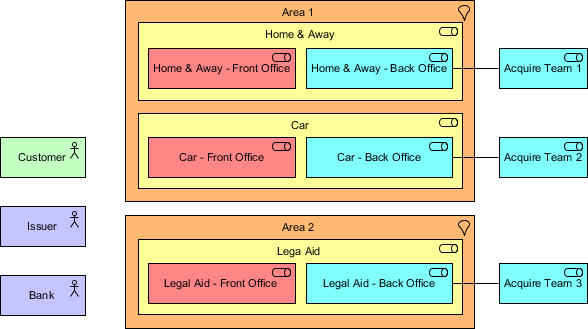 Area 1
Home & Away
Home & Away - Front Office
Home & Away - Back Office
Acquire Team 1
Car
Car - Front Office
Car - Back Office
Acquire Team 2
Customer
Issuer
Area 2
Lega Aid
Legal Aid - Front Office
Legal Aid - Back Office
Acquire Team 3
Bank